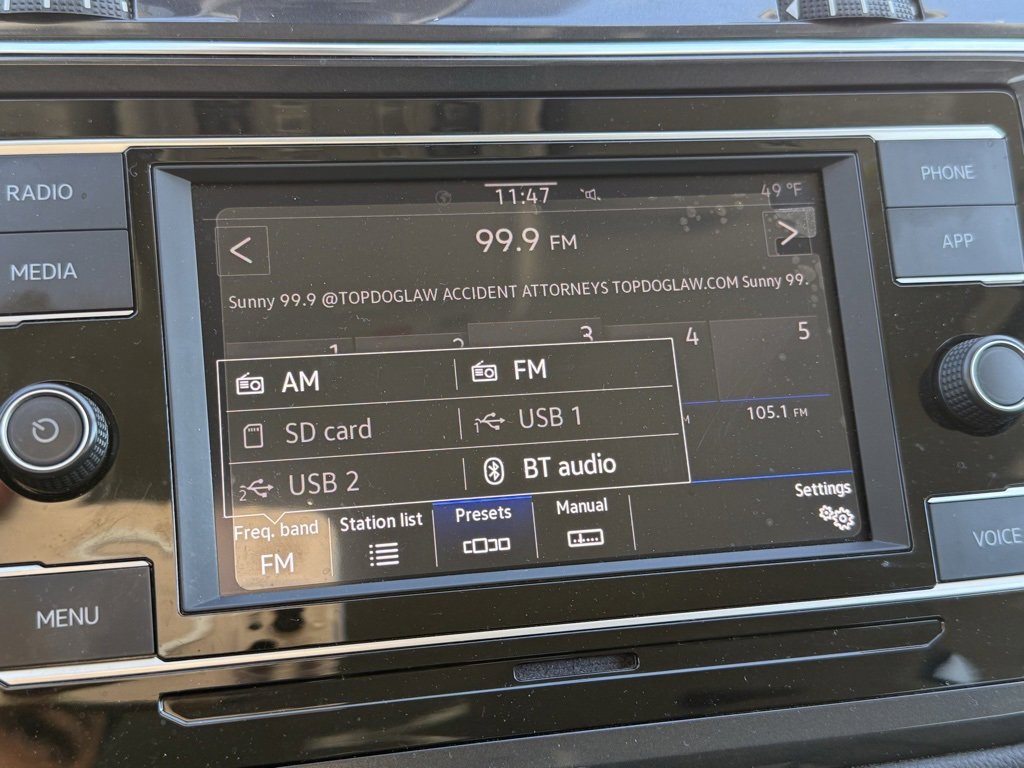 RADIO
MEDIA
MENU
PHONE
APP
VOICE
11:47
49 °F
<
99.9 FM
>
Sunny 99.9 @TOPDOGLAW ACCIDENT ATTORNEYS TOPDOGLAW.COM Sunny 99.
1 2 3 4 5
AM
FM
SD card
1 USB 1
2 USB 2
BT audio
105.1 FM
Freq. band
FM
Station list
Presets
Manual
Settings